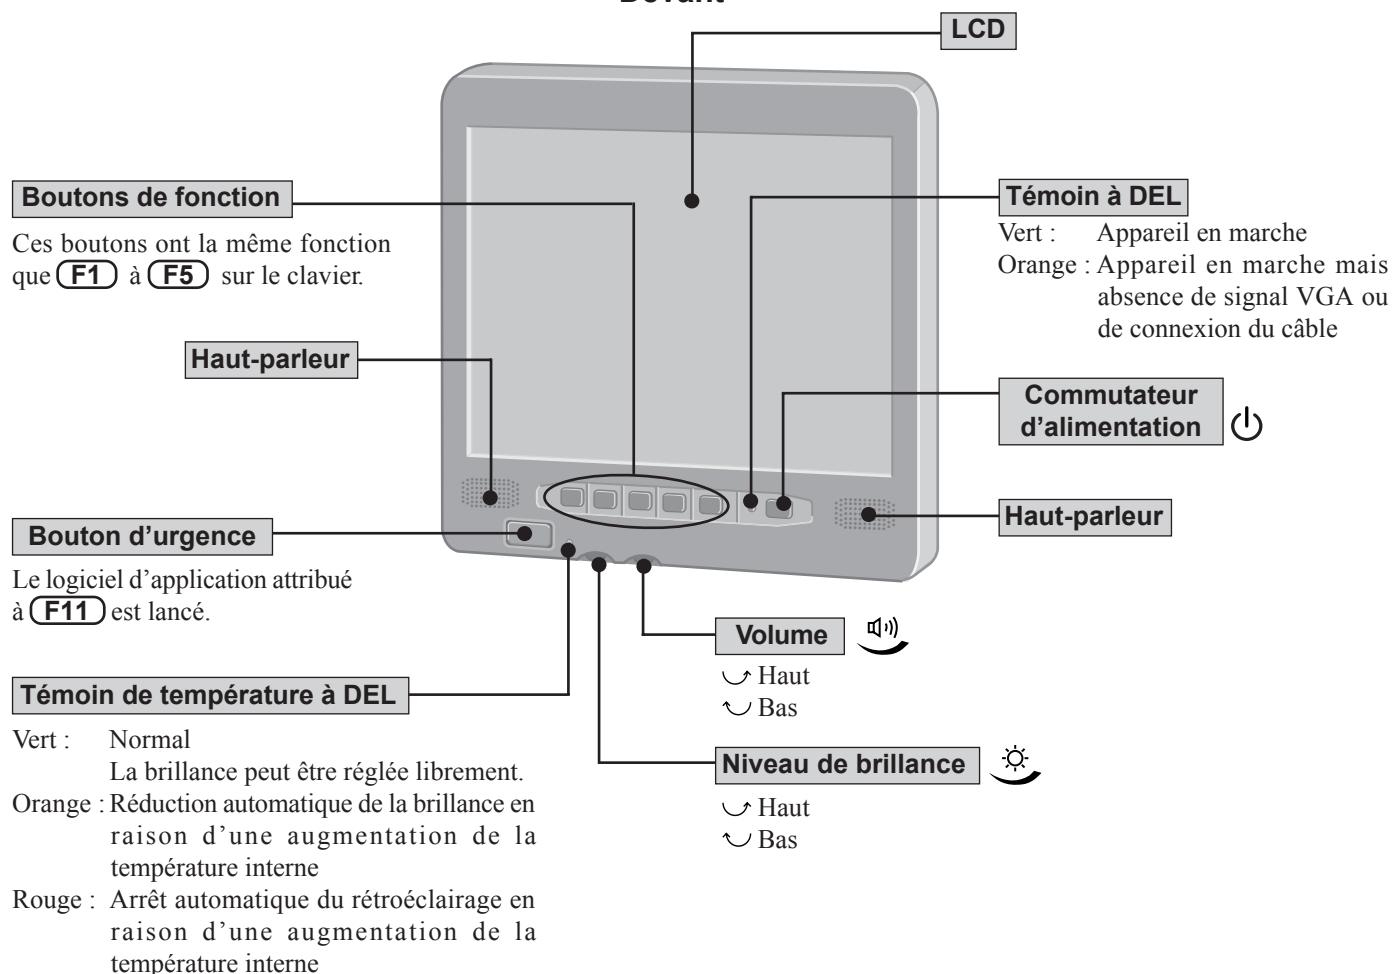 Devant
LCD
Boutons de fonction
Ces boutons ont la même fonction
que F1 à F5 sur le clavier.
Haut-parleur
Bouton d’urgence
Le logiciel d’application attribué
à F11 est lancé.
Témoin de température à DEL
Vert : Normal
La brillance peut être réglée librement.
Orange : Réduction automatique de la brillance en
raison d’une augmentation de la
température interne
Rouge : Arrêt automatique du rétroéclairage en
raison d’une augmentation de la
température interne
Témoin à DEL
Vert : Appareil en marche
Orange : Appareil en marche mais
absence de signal VGA ou
de connexion du câble
Commutateur
d’alimentation
Haut-parleur
Volume
Haut
Bas
Niveau de brillance
Haut
Bas